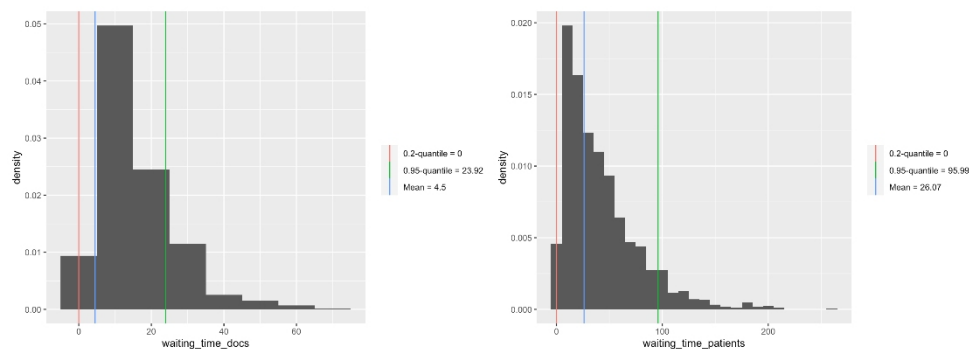 0.05
0.04
0.03
0.02
0.01
0.00
density
0
20
40
60
waiting_time_docs
0.2-quantile = 0
0.95-quantile = 23.92
Mean = 4.5
0.020
0.015
0.010
0.005
0.000
density
0
100
200
waiting_time_patients
0.2-quantile = 0
0.95-quantile = 95.99
Mean = 26.07